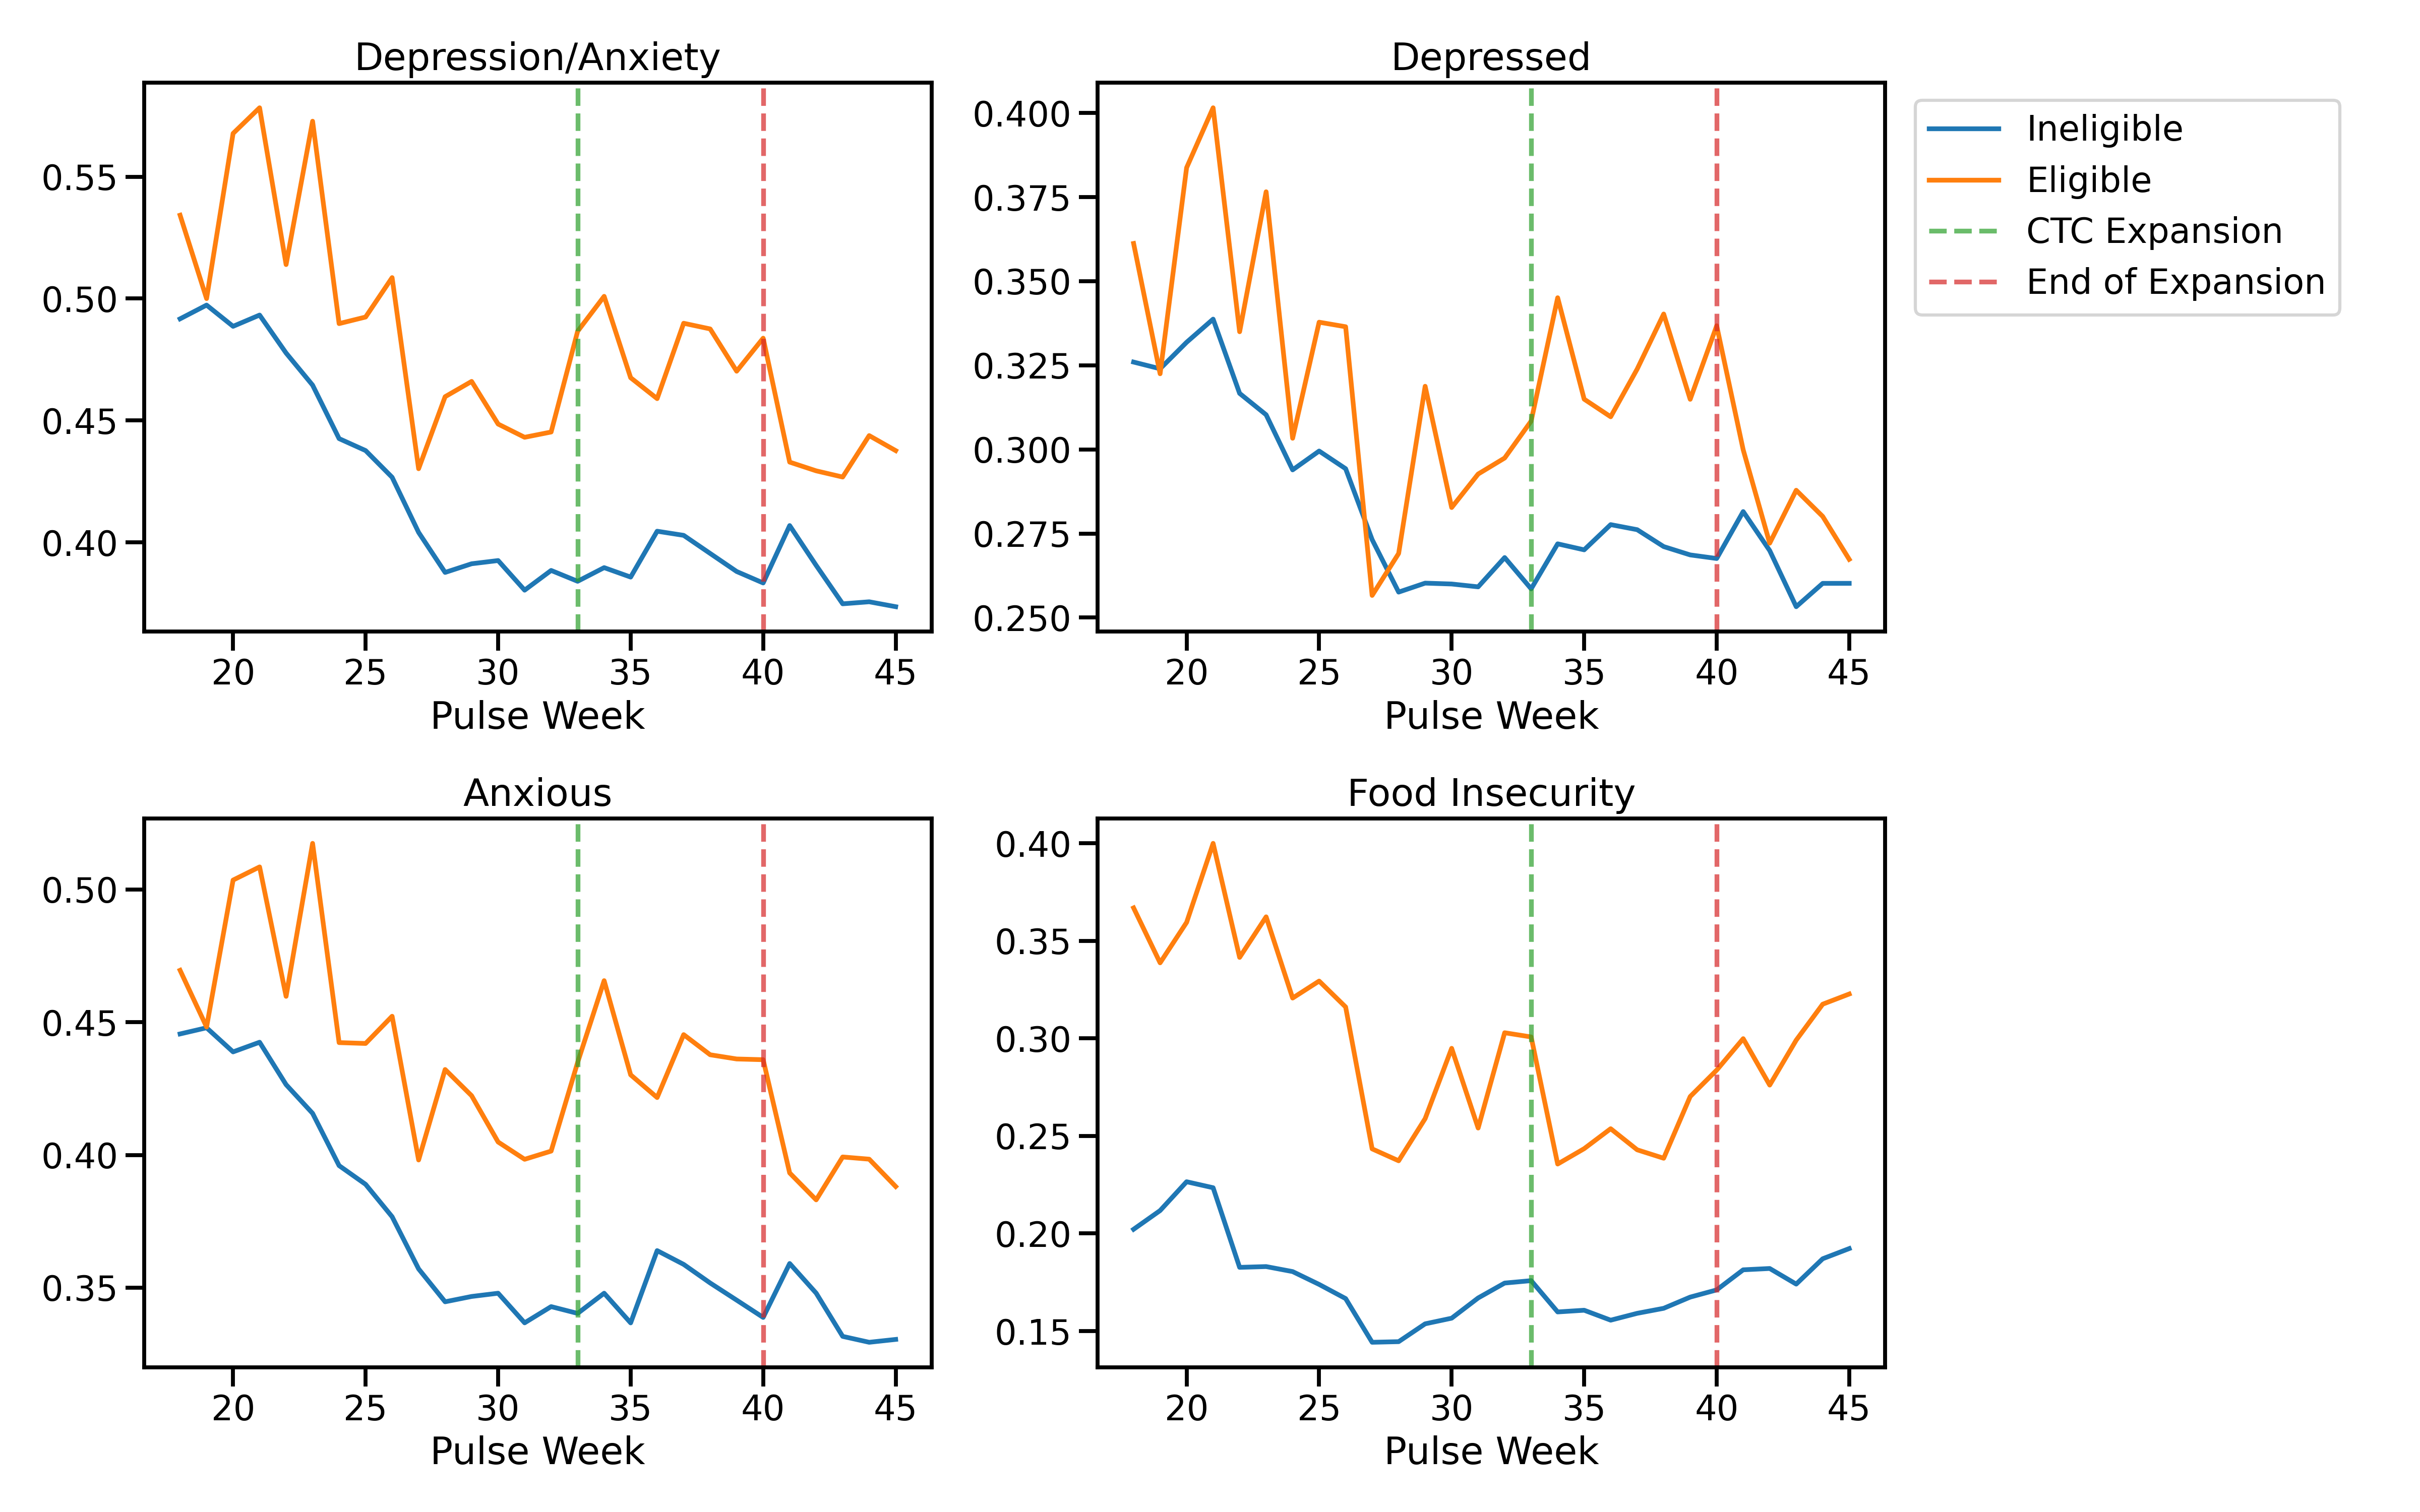 Depression/Anxiety
0.55
0.50
0.45
0.40
20 25 30 35 40 45
Pulse Week
Depressed
0.400
0.375
0.350
0.325
0.300
0.275
0.250
20 25 30 35 40 45
Pulse Week
Ineligible
Eligible
CTC Expansion
End of Expansion
Anxious
0.50
0.45
0.40
0.35
20 25 30 35 40 45
Pulse Week
Food Insecurity
0.40
0.35
0.30
0.25
0.20
0.15
20 25 30 35 40 45
Pulse Week